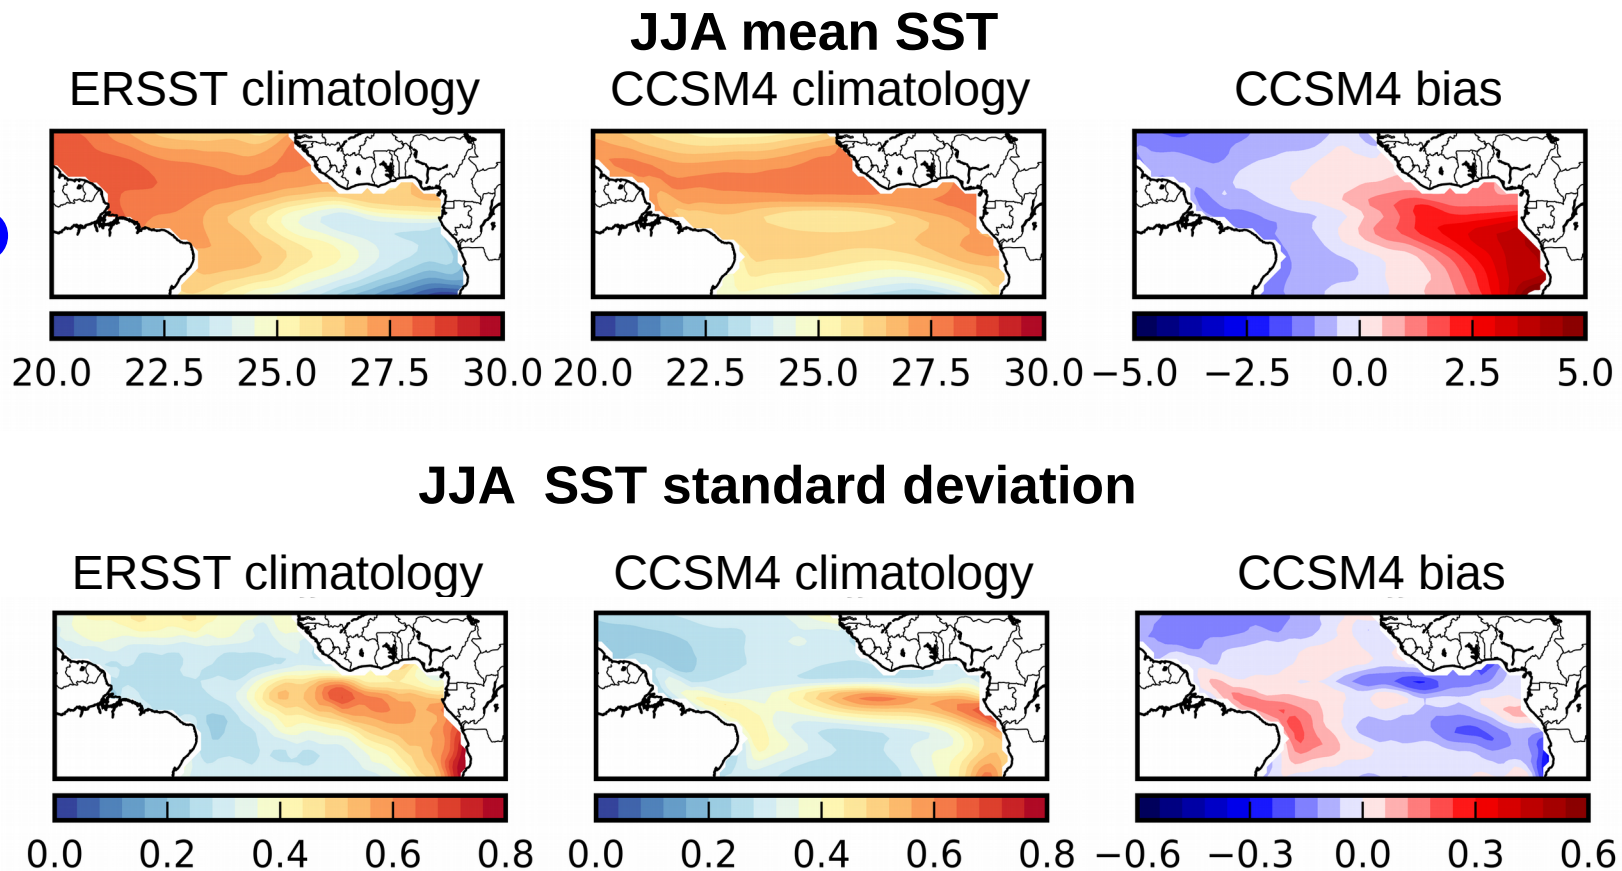 JJA mean SST
ERSST climatology CCSM4 climatology CCSM4 bias
20.0 22.5 25.0 27.5 30.0 20.0 22.5 25.0 27.5 30.0 −5.0 −2.5 0.0 2.5 5.0
JJA SST standard deviation
ERSST climatology CCSM4 climatology CCSM4 bias
0.0 0.2 0.4 0.6 0.8 0.0 0.2 0.4 0.6 0.8 −0.6 −0.3 0.0 0.3 0.6